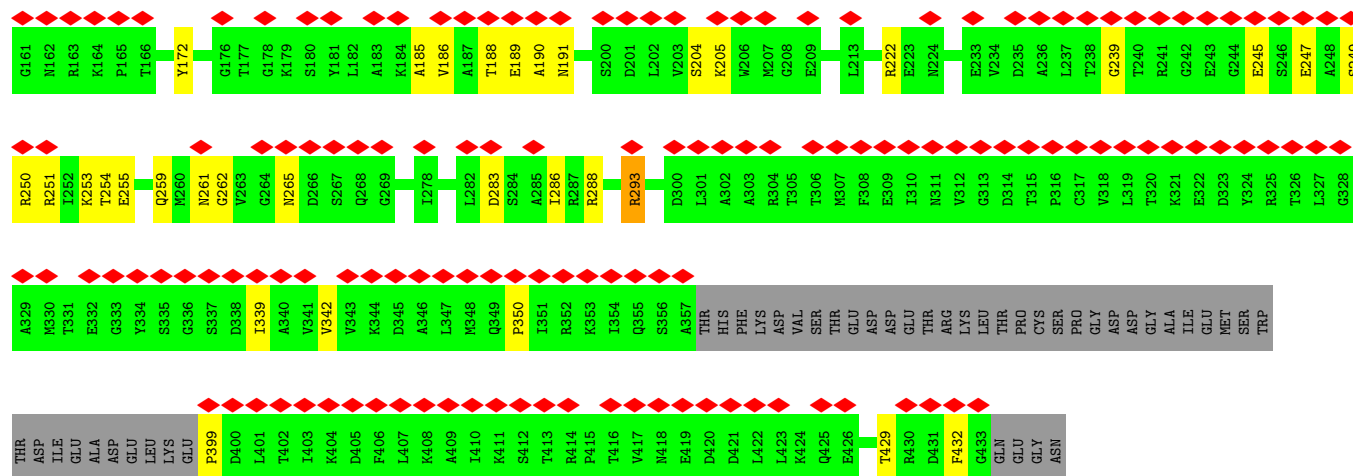 G161 N162 R163 K164 P165 T166 Y172 G176 T177 G178 K179 S180 Y181 L182 A183 K184 A185 V186 A187 T188 E189 A190 N191 S200 D201 L202 V203 S204 K205 W206 M207 G208 E209 L213 R222 E223 N224 E233 V234 D235 A236 L237 T238 G239 T240 R241 G242 E243 G244 E245 S246 E247 A248 S249
R250 R251 I252 K253 T254 E255 Q259 M260 N261 G262 V263 G264 N265 D266 S267 Q268 G269 I278 L282 D283 S284 A285 I286 R287 R288 R293 D300 L301 A302 A303 R304 T305 T306 M307 F308 E309 I310 N311 V312 G313 D314 T315 P316 C317 V318 L319 T320 K321 E322 D323 Y324 R325 T326 L327 G328
A329 M330 T331 E332 G333 Y334 S335 G336 S337 D338 I339 A340 V341 V342 V343 K344 D345 A346 L347 M348 Q349 P350 I351 R352 K353 I354 Q355 S356 A357 THR HIS PHE LYS ASP VAL SER THR GLU ASP ASP GLU THR ARG LYS LEU THR PRO CYS SER PRO GLY ASP ASP GLY ALA ILE GLU MET SER TRP
THR ASP ILE GLU ALA ASP GLU LEU LYS GLU P399 D400 L401 T402 I403 K404 D405 F406 L407 K408 A409 I410 K411 S412 T413 R414 P415 T416 V417 N418 E419 D420 D421 L422 L423 K424 Q425 E426 T429 R430 D431 F432 G433 GLN GLU GLY ASN